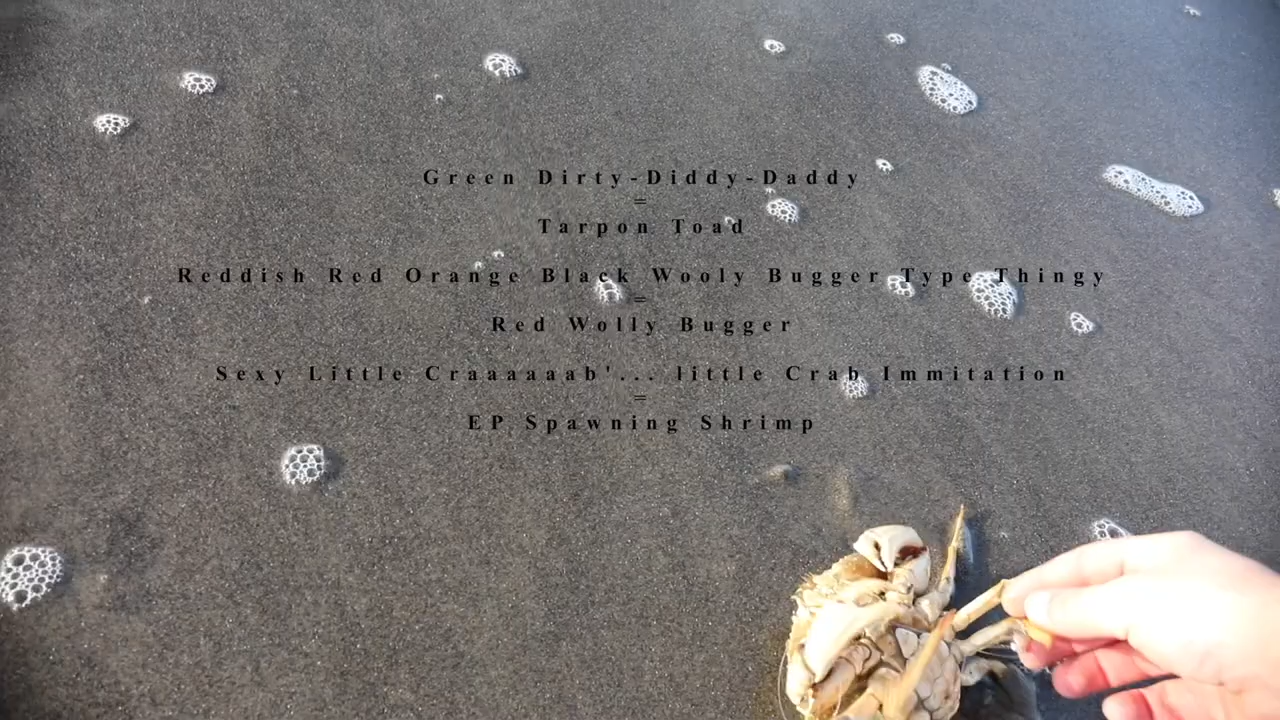 Green Dirty-Diddy-Daddy
=
Tarpon Toad
Reddish Red Orange Black Wooly Bugger Type Thingy
=
Red Wolly Bugger
Sexy Little Craaaaaab'... little Crab Immitation
=
EP Spawning Shrimp